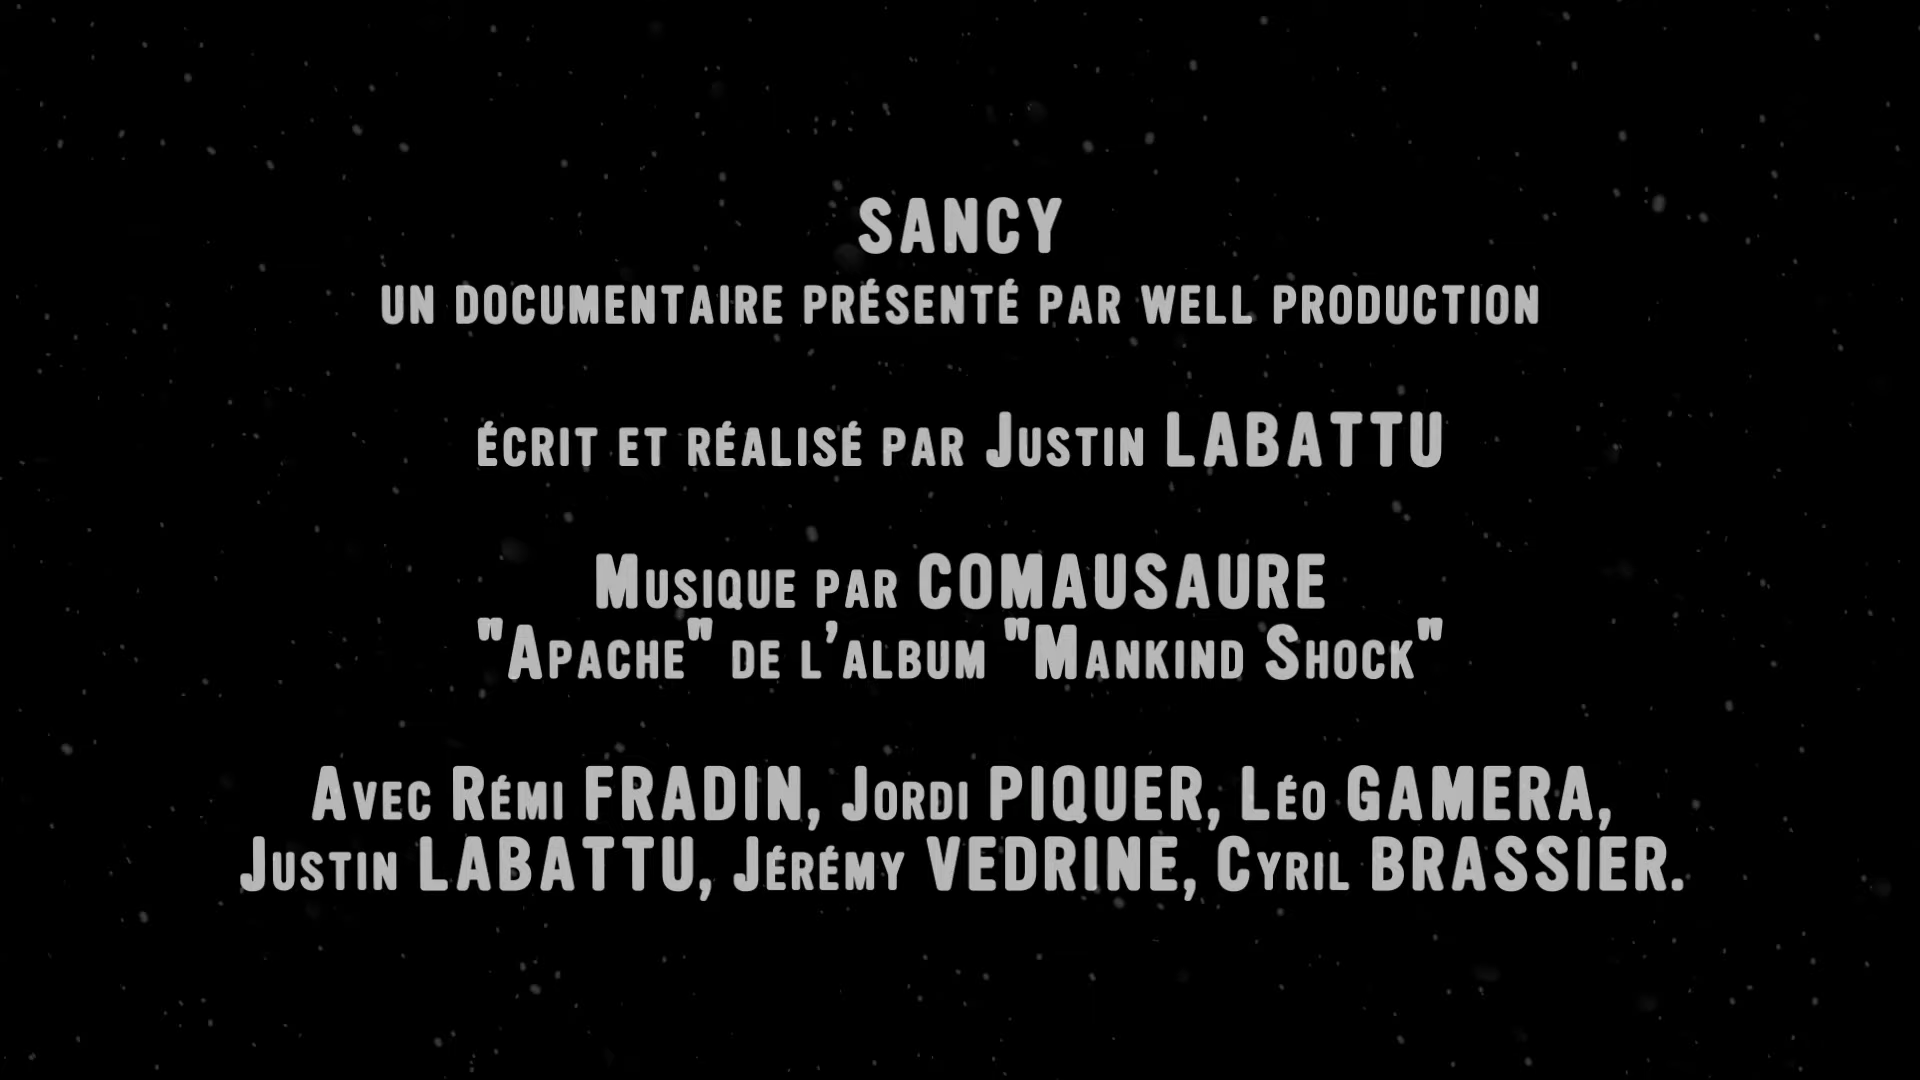 SANCY
UN DOCUMENTAIRE PRÉSENTÉ PAR WELL PRODUCTION
ÉCRIT ET RÉALISÉ PAR JUSTIN LABATTU
MUSIQUE PAR COMAUSAURE
"APACHE" DE L'ALBUM "MANKIND SHOCK"
AVEC RÉMI FRADIN, JORDI PIQUER, LÉO GAMERA,
JUSTIN LABATTU, JÉRÉMY VEDRINE, CYRIL BRASSIER.